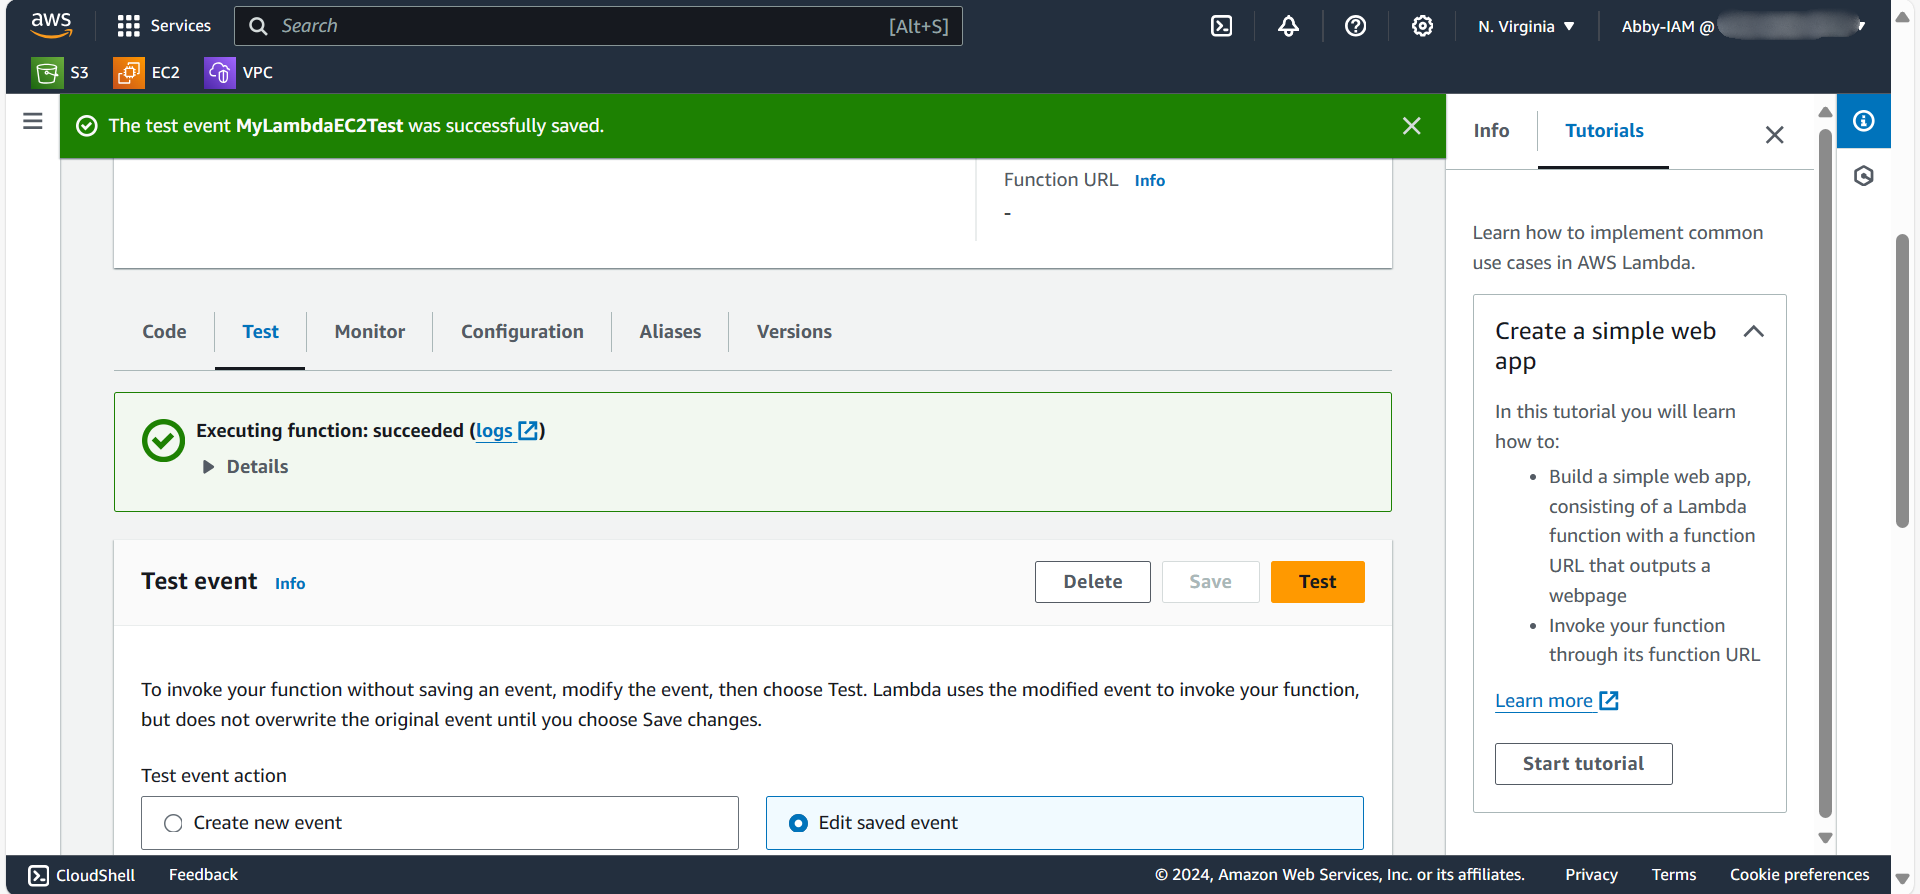 aws
Services
Search
[Alt+S]
N. Virginia
Abby-IAM @
S3
EC2
VPC
The test event MyLambdaEC2Test was successfully saved.
Function URL Info
-
Code
Test
Monitor
Configuration
Aliases
Versions
Executing function: succeeded (logs)
Details
Test event Info
Delete
Save
Test
To invoke your function without saving an event, modify the event, then choose Test. Lambda uses the modified event to invoke your function,
but does not overwrite the original event until you choose Save changes.
Test event action
Create new event
Edit saved event
Info
Tutorials
Learn how to implement common
use cases in AWS Lambda.
Create a simple web
app
In this tutorial you will learn
how to:
• Build a simple web app,
consisting of a Lambda
function with a function
URL that outputs a
webpage
• Invoke your function
through its function URL
Learn more
Start tutorial
CloudShell
Feedback
© 2024, Amazon Web Services, Inc. or its affiliates.
Privacy
Terms
Cookie preferences